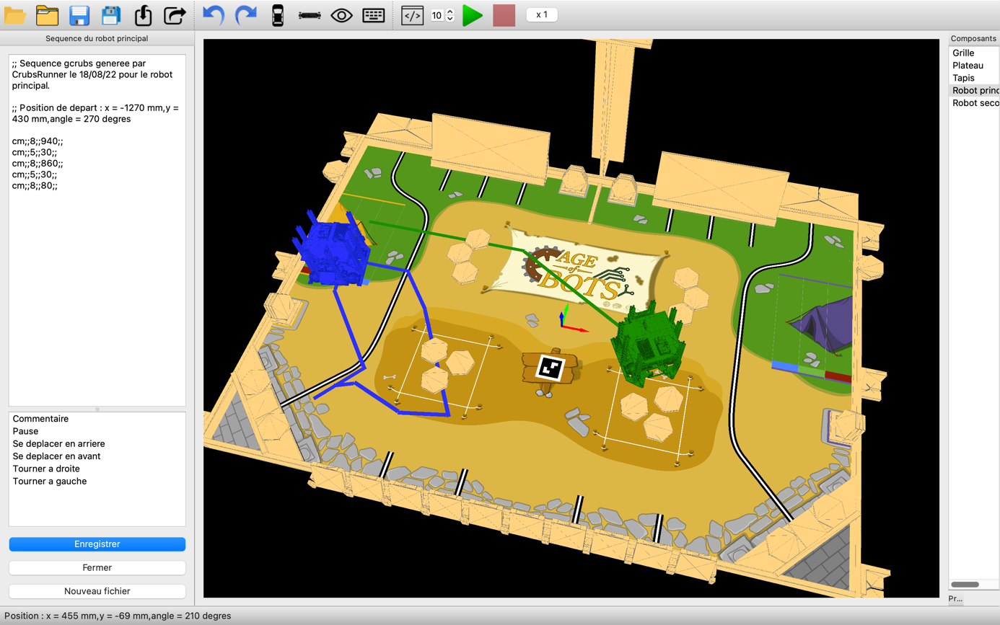 10
x 1
Sequence du robot principal
Composants
;; Sequence gcrubs generee par
CrubsRunner le 18/08/22 pour le robot
principal.
;; Position de depart : x = -1270 mm,y =
430 mm,angle = 270 degres
cm;;8;;940;;
cm;;5;;30;;
cm;;8;;860;;
cm;;5;;30;;
cm;;8;;80;;
Commentaire
Pause
Se deplacer en arriere
Se deplacer en avant
Tourner a droite
Tourner a gauche
Enregistrer
Fermer
Nouveau fichier
AGE
of
BOTS
Grille
Plateau
Tapis
Robot princ
Robot seco
Pr...
Position : x = 455 mm,y = -69 mm,angle = 210 degres